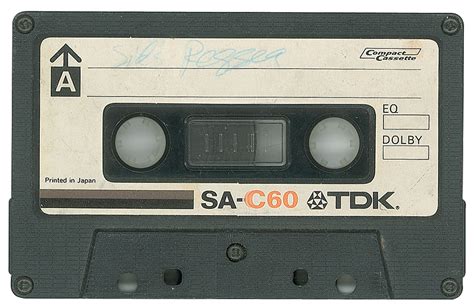 Compact
Cassette
A
EQ
DOLBY
Printed in Japan
SA-C60 TDK®